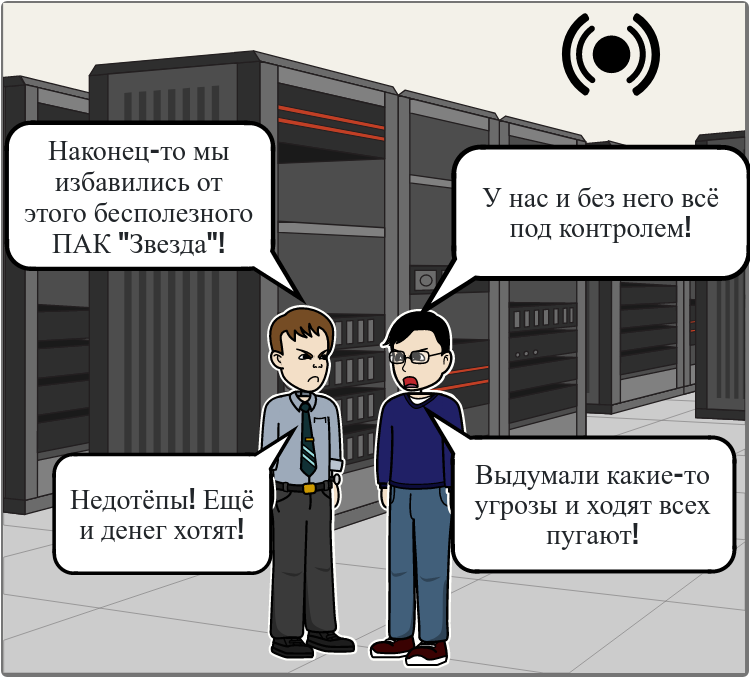 Наконец-то мы
избавились от
этого бесполезного
ПАК "Звезда"!
У нас и без него всё
под контролем!
Недотёпы! Ещё
и денег хотят!
Выдумали какие-то
угрозы и ходят всех
пугают!